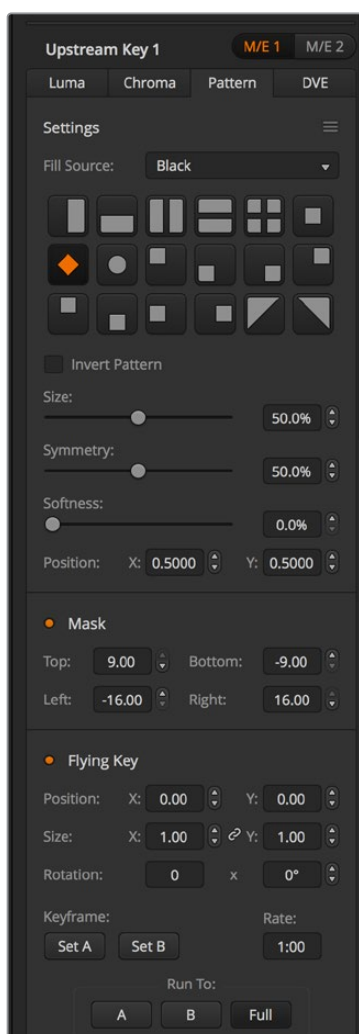 Upstream Key 1 M/E 1 M/E 2
Luma Chroma Pattern DVE
Settings
Fill Source: Black
Invert Pattern
Size:
50.0%
Symmetry:
50.0%
Softness:
0.0%
Position: X: 0.5000 Y: 0.5000
Mask
Top: 9.00 Bottom: -9.00
Left: -16.00 Right: 16.00
Flying Key
Position: X: 0.00 Y: 0.00
Size: X: 1.00 Y: 1.00
Rotation: 0 x 0°
Keyframe: Rate:
Set A Set B 1:00
Run To:
A B Full